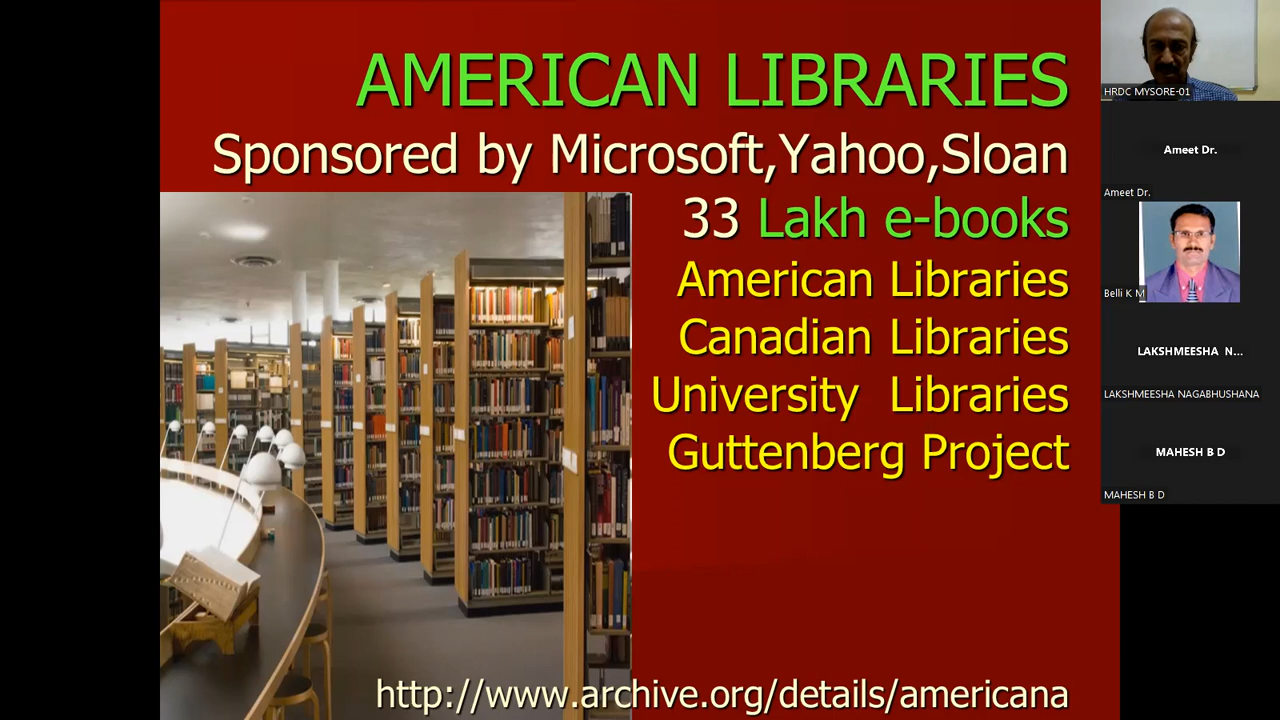 AMERICAN LIBRARIES
Sponsored by Microsoft,Yahoo,Sloan
33 Lakh e-books
American Libraries
Canadian Libraries
University Libraries
Guttenberg Project
http://www.archive.org/details/americana
HRDC MYSORE-01
Ameet Dr.
Ameet Dr.
Belli K M
LAKSHMEESHA N...
LAKSHMEESHA NAGABHUSHANA
MAHESH B D
MAHESH B D